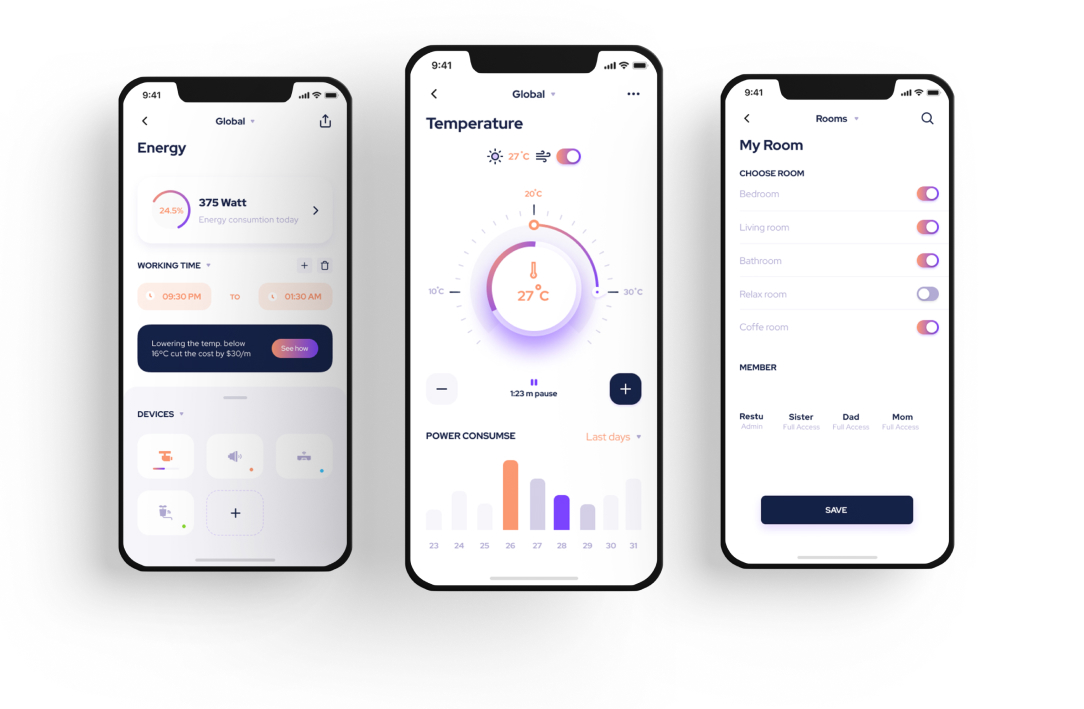 9:41
Global
Energy
24.5%
375 Watt
Energy consumtion today
WORKING TIME
09:30 PM
TO
01:30 AM
Lowering the temp. below
16°C cut the cost by $30/m
See how
DEVICES
9:41
Global
Temperature
27°C
20°C
10°C
27°C
30°C
1:23 m pause
POWER CONSUMSE
Last days
23 24 25 26 27 28 29 30 31
9:41
Rooms
My Room
CHOOSE ROOM
Bedroom
Living room
Bathroom
Relax room
Coffe room
MEMBER
Restu Sister Dad Mom
Admin Full Access Full Access Full Access
SAVE